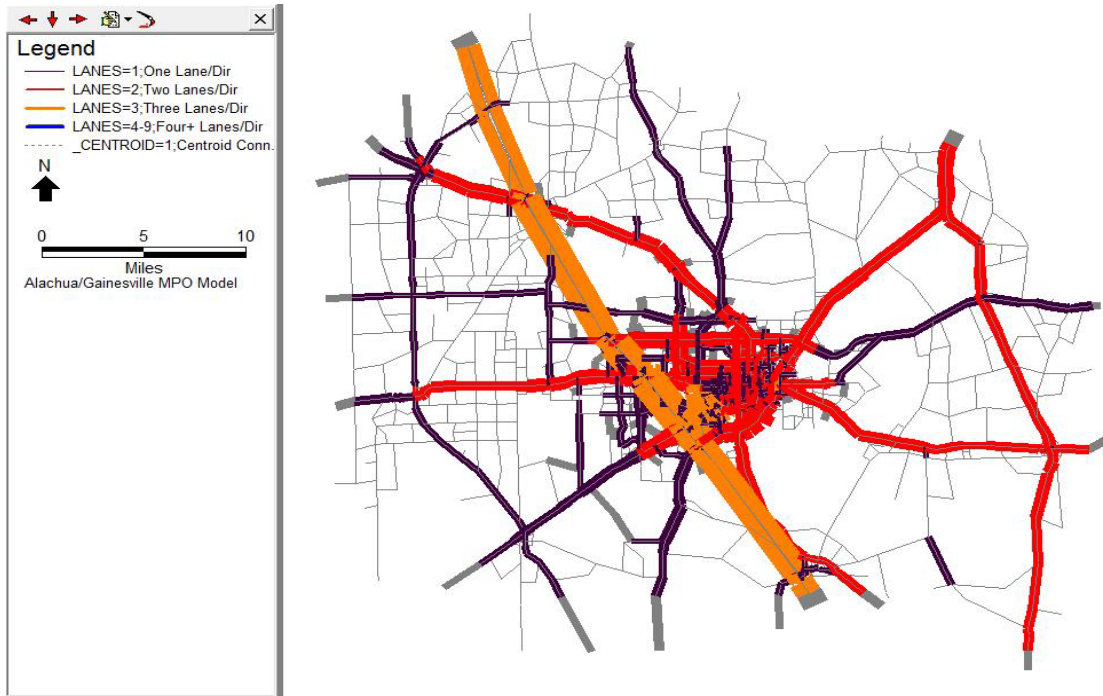 Legend
LANES=1;One Lane/Dir
LANES=2;Two Lanes/Dir
LANES=3;Three Lanes/Dir
LANES=4-9;Four+ Lanes/Dir
_CENTROID=1;Centroid Conn.
N
0 5 10
Miles
Alachua/Gainesville MPO Model